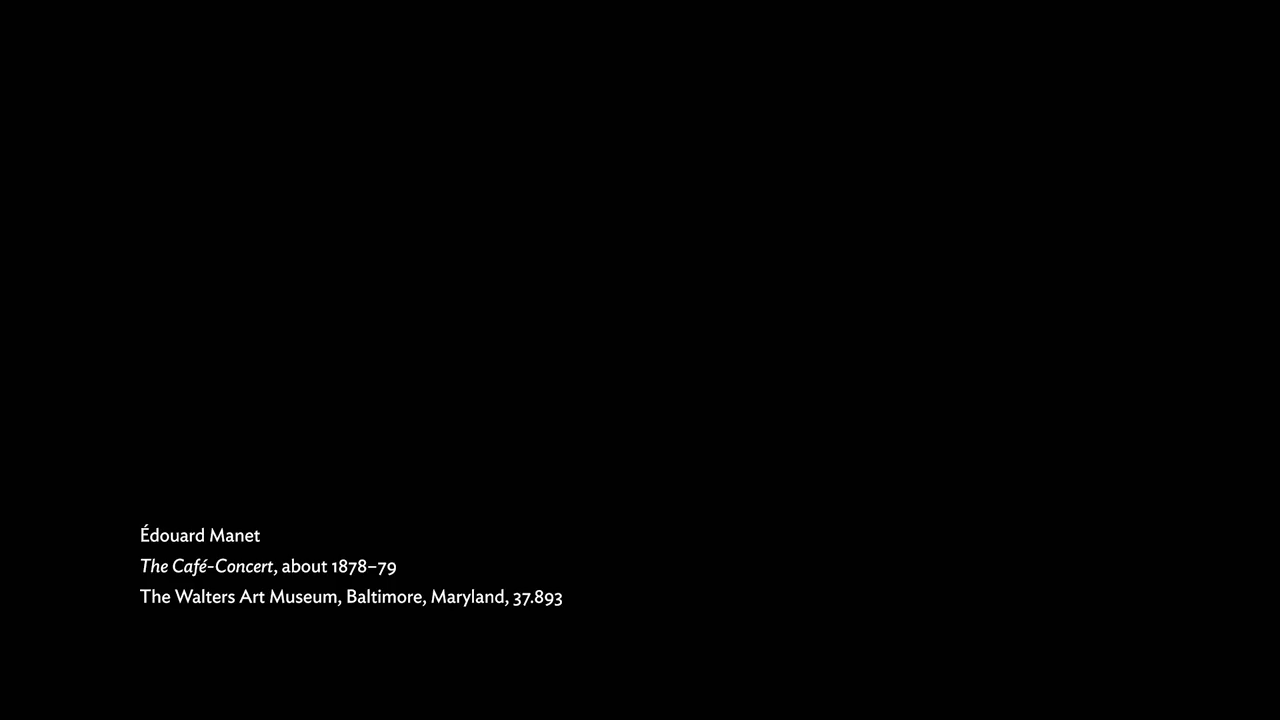 Édouard Manet
The Café-Concert, about 1878–79
The Walters Art Museum, Baltimore, Maryland, 37.893